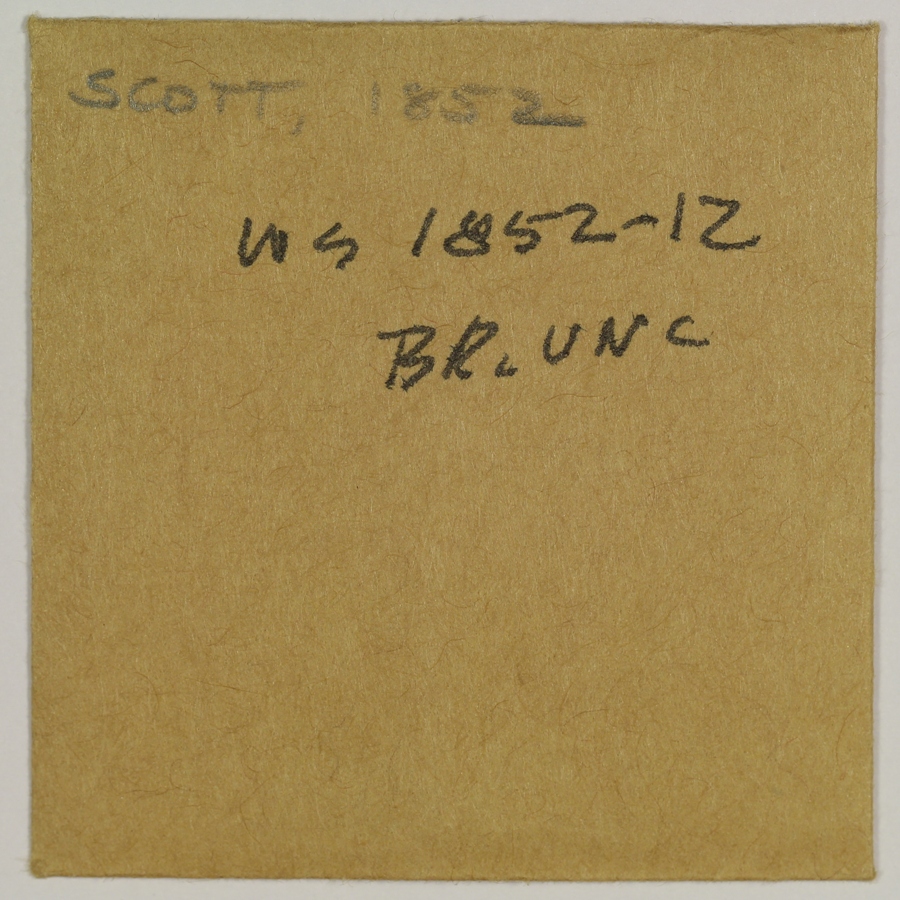 SCOTT, 1852
WS 1852-12
BR. UNC